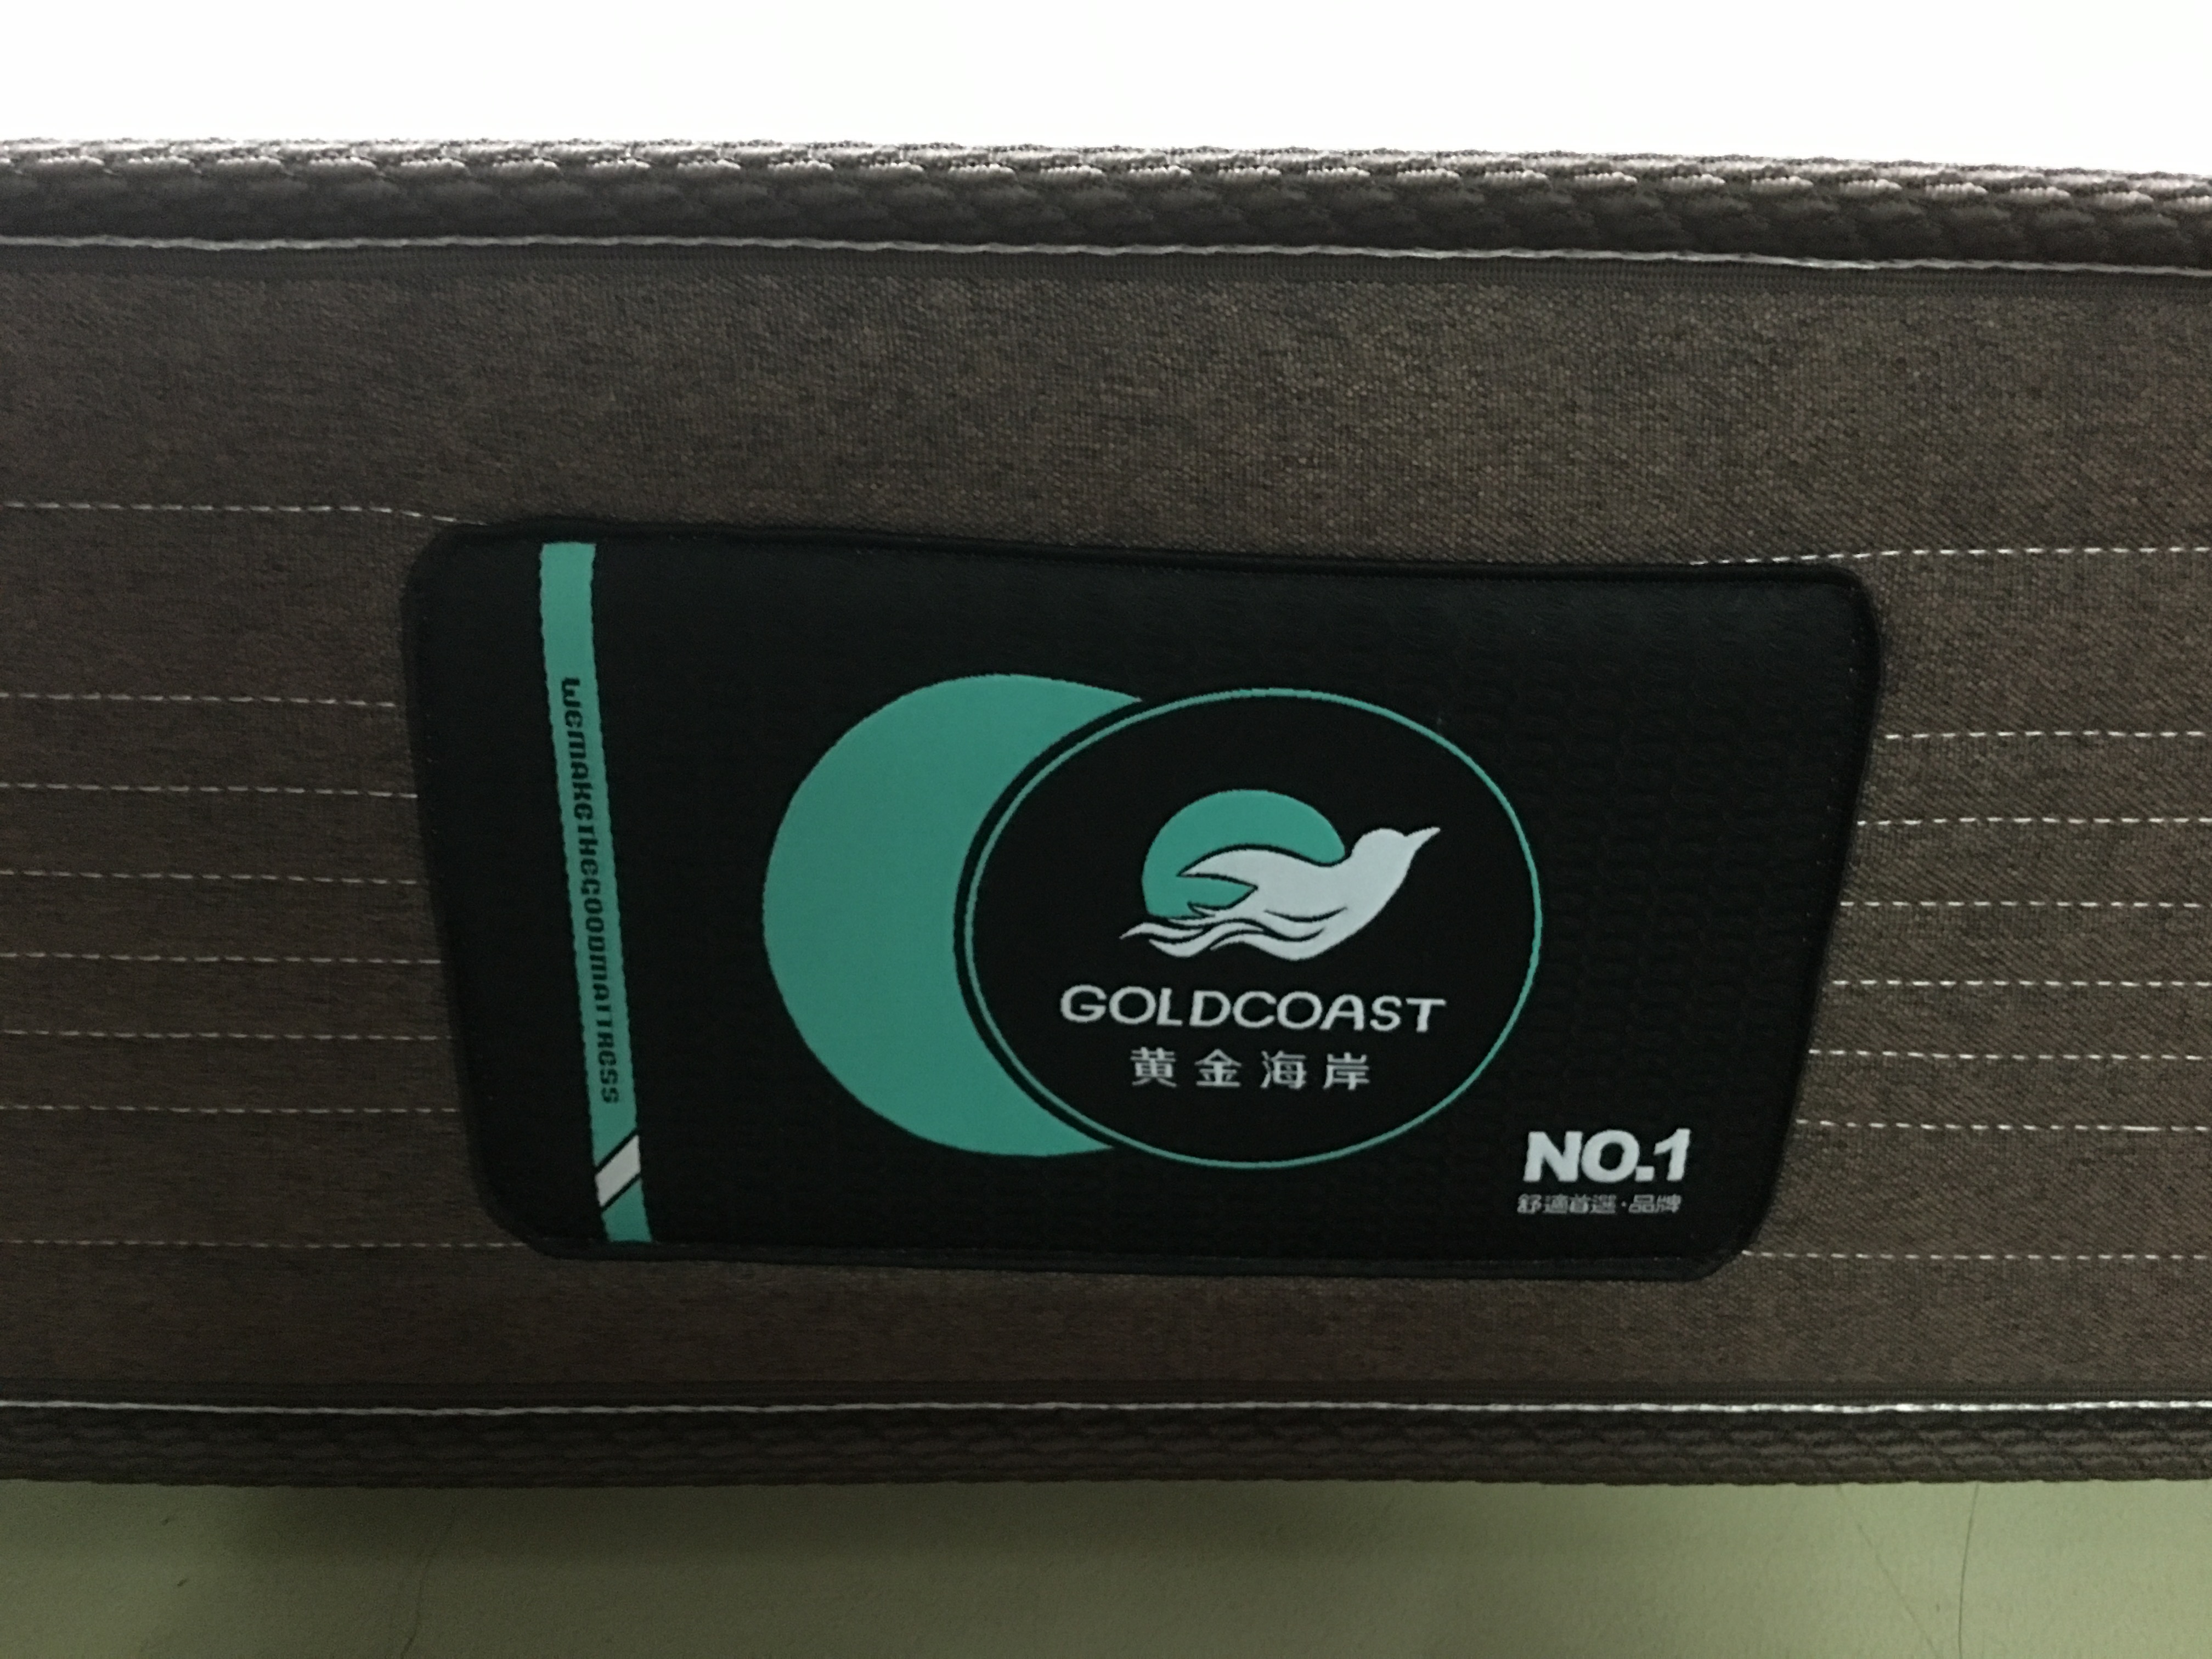 WEMAKETHEGOODMATTRESS
GOLDCOAST
黄金海岸
NO.1
舒適首選·品牌